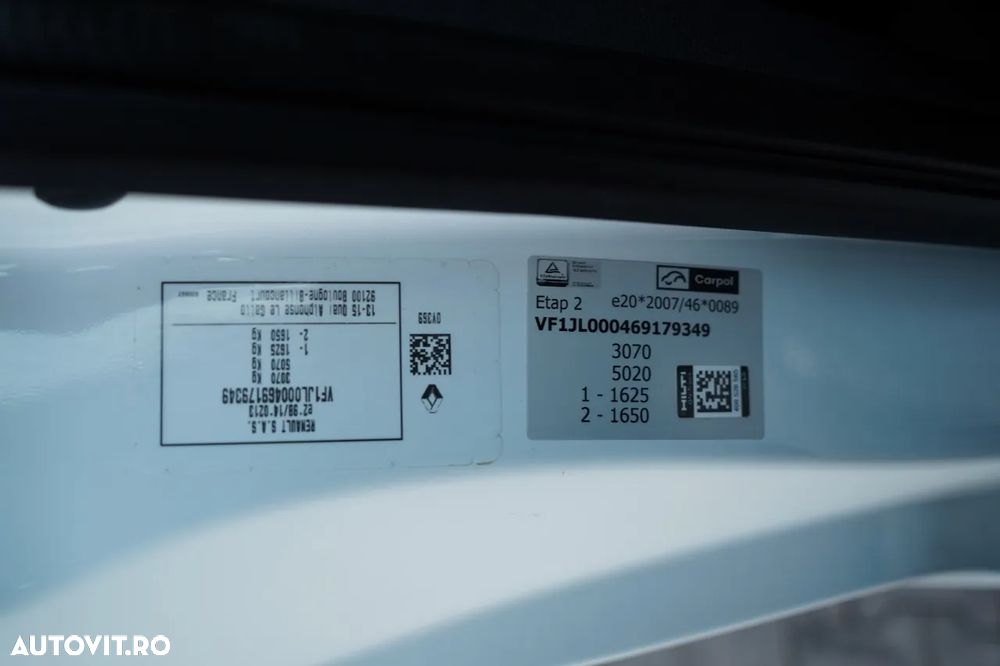 RENAULT S.A.S.
e2*98/14*0213
VF1JL000469179349
3070 Kg
5070 Kg
1- 1625 Kg
2- 1650 Kg
13-15 Quai Alphonse Le Gallo
92100 Boulogne-Billancourt France
OY369
Carpol
Etap 2 e20*2007/46*0089
VF1JL000469179349
3070
5020
1 - 1625
2 - 1650
AUTOVIT.RO